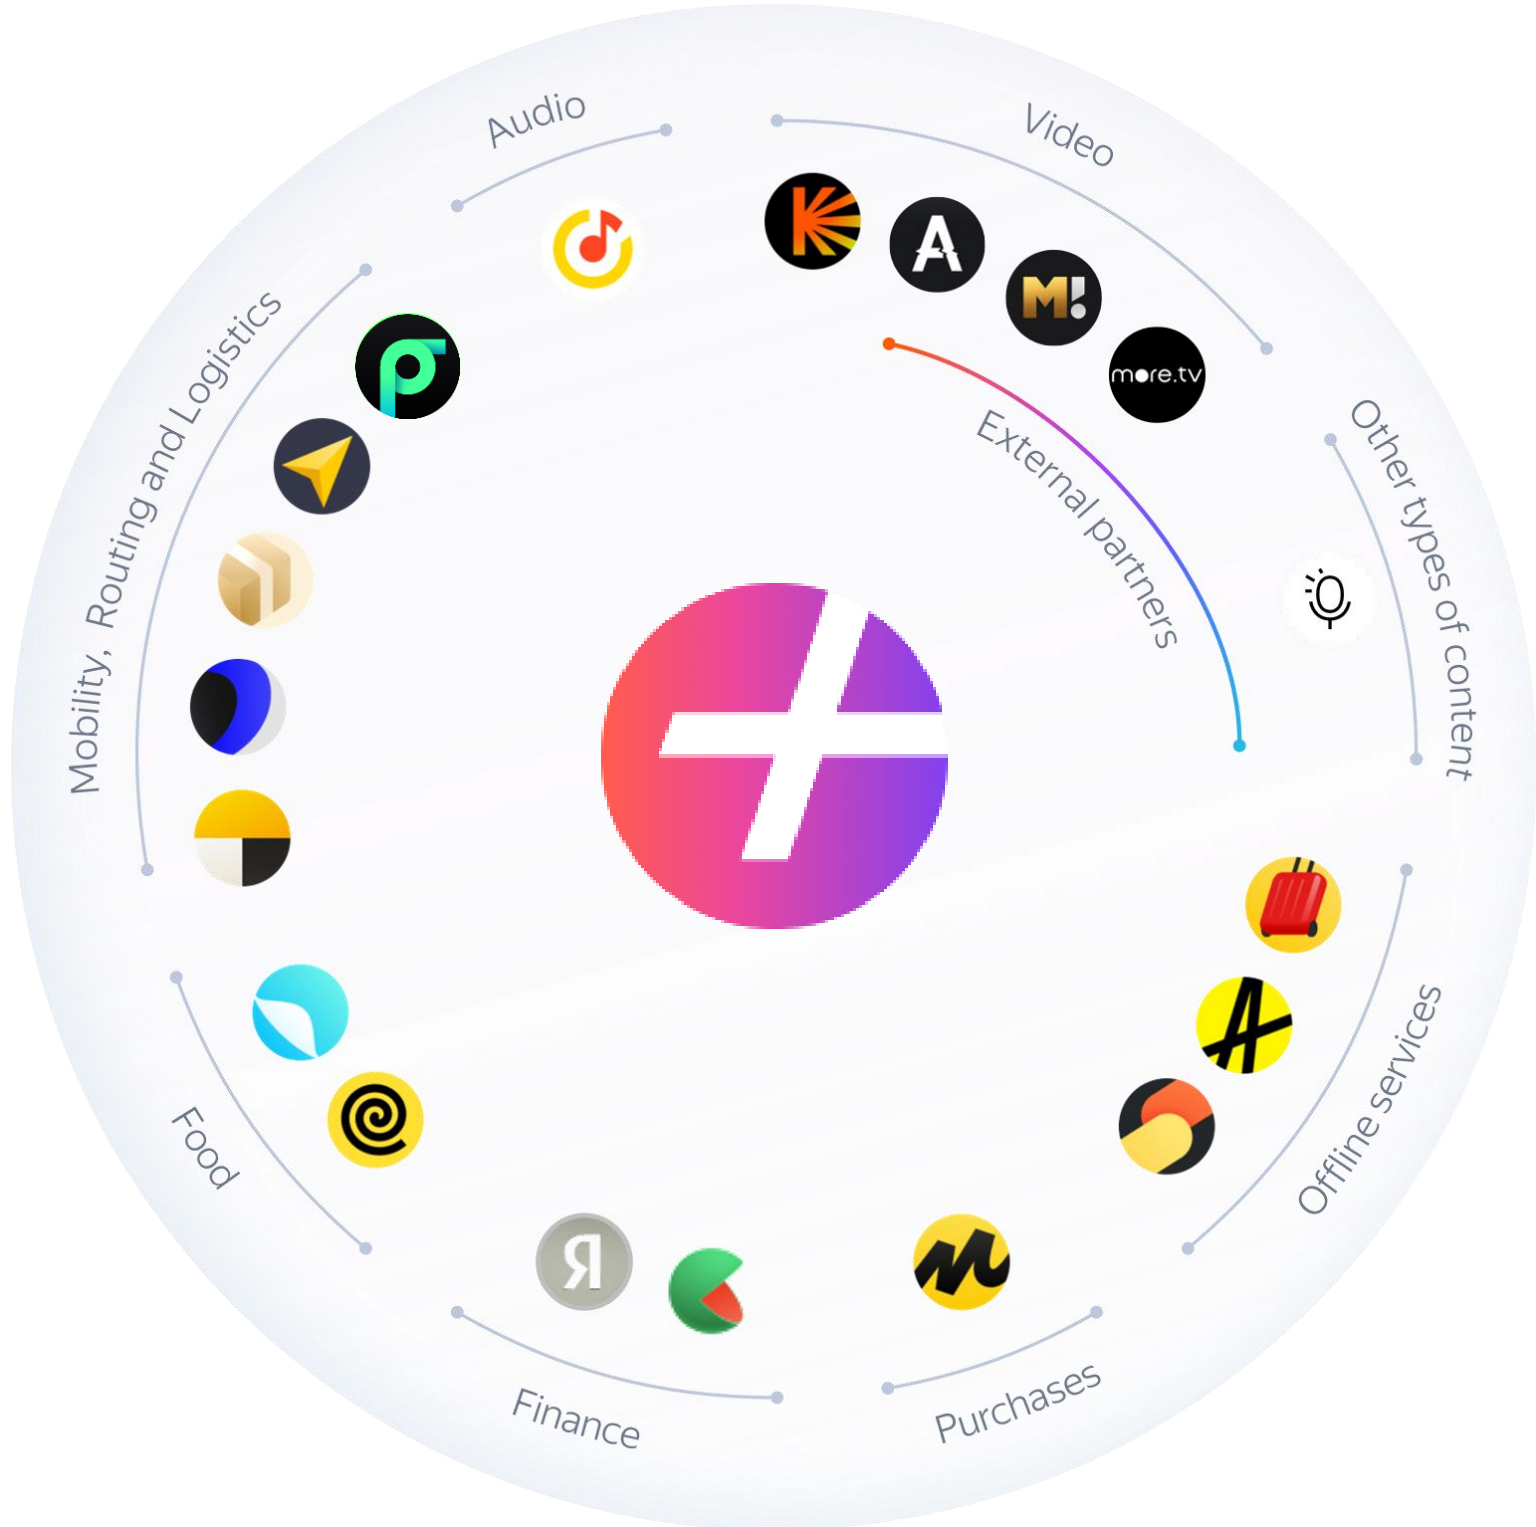 Audio
Video
Mobility, Routing and Logistics
Other types of content
External partners
K
A
M!
more.tv
Food
Offline services
Я
Finance
Purchases